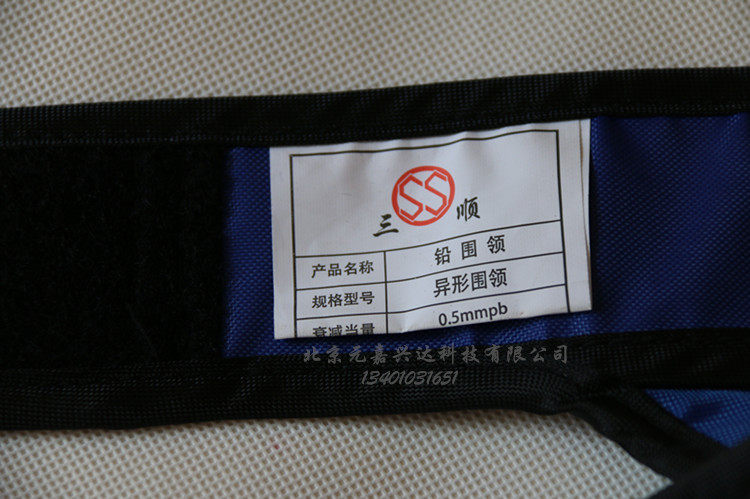 SS
三 顺
产品名称 铅围领
规格型号 异形围领
衰减当量 0.5mmpb
北京元嘉兴达科技有限公司
13401031651